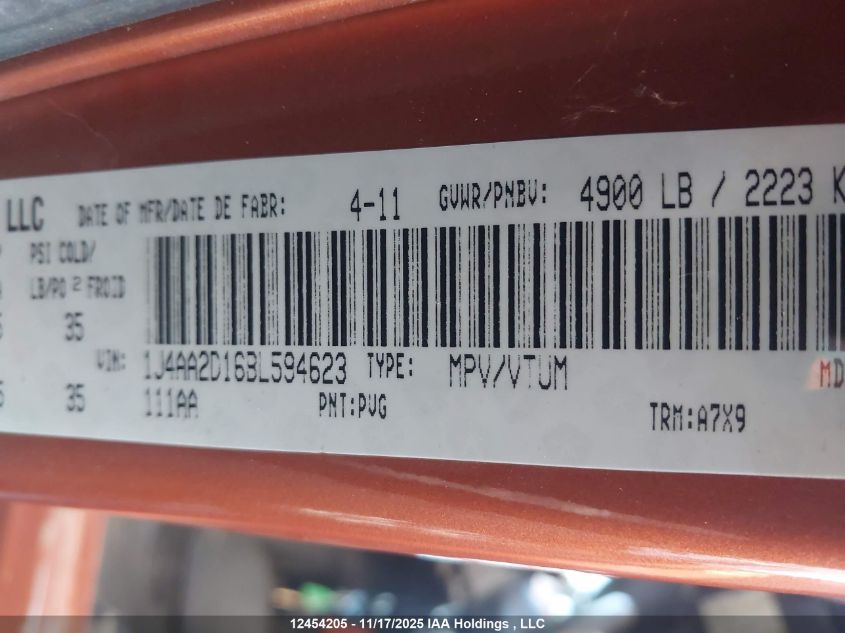 LLC DATE OF MFR/DATE DE FABR: 4-11 GVWR/PNBV: 4900 LB / 2223 K
PSI COLD/
LB/PO 2 FROID
35
VIN: 1J4AA2D16BL594623 TYPE: MPV/VTUM MD
35 111AA PNT:PVG TRM:A7X9
12454205 - 11/17/2025 IAA Holdings , LLC